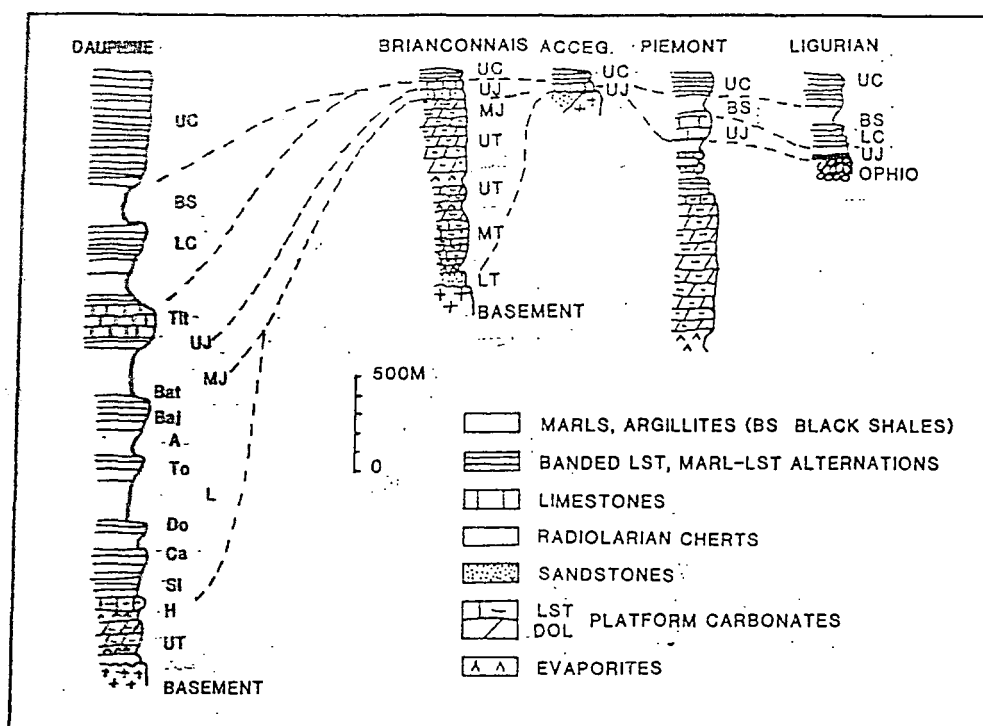 DAUPHINE
UC
BS
LC
Tit
UJ
MJ
Bat
Baj
A
To
L
Do
Ca
SI
H
UT
BASEMENT
BRIANCONNAIS
UC
UJ
MJ
UT
UT
MT
LT
BASEMENT
ACCEG.
UC
UJ
PIEMONT
UC
BS
UJ
LIGURIAN
UC
BS
LC
UJ
OPHIO
500M
0
MARLS, ARGILLITES (BS BLACK SHALES)
BANDED LST, MARL-LST ALTERNATIONS
LIMESTONES
RADIOLARIAN CHERTS
SANDSTONES
LST
DOL PLATFORM CARBONATES
EVAPORITES